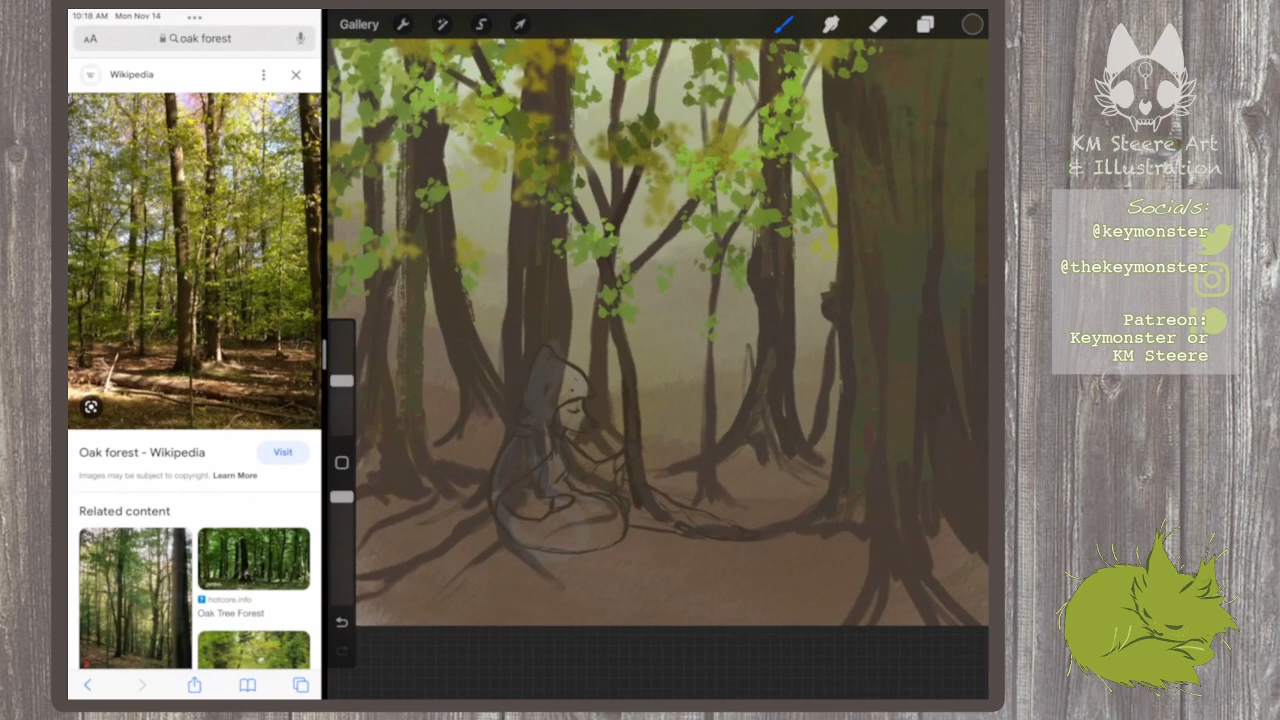 10:18 AM Mon Nov 14
AA
oak forest
W
Wikipedia
Oak forest - Wikipedia
Visit
Images may be subject to copyright. Learn More
Related content
hotcore.info
Oak Tree Forest
Gallery
KM Steere Art
& Illustration
Socials:
@keymonster
@thekeymonster
Patreon:
Keymonster or
KM Steere